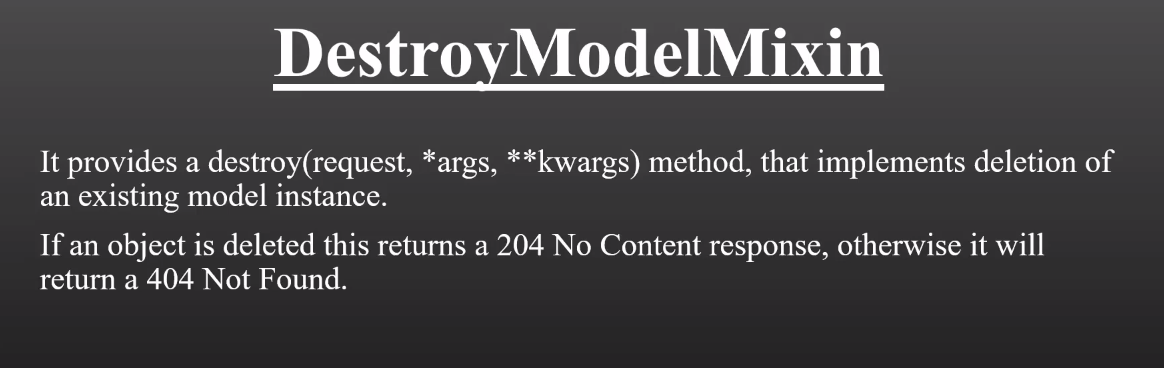 DestroyModelMixin
It provides a destroy(request, *args, **kwargs) method, that implements deletion of
an existing model instance.
If an object is deleted this returns a 204 No Content response, otherwise it will
return a 404 Not Found.